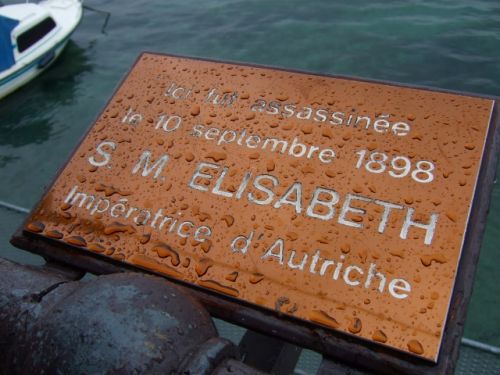 Ici fut assassinée
le 10 septembre 1898
S. M. ELISABETH
Impératrice d'Autriche